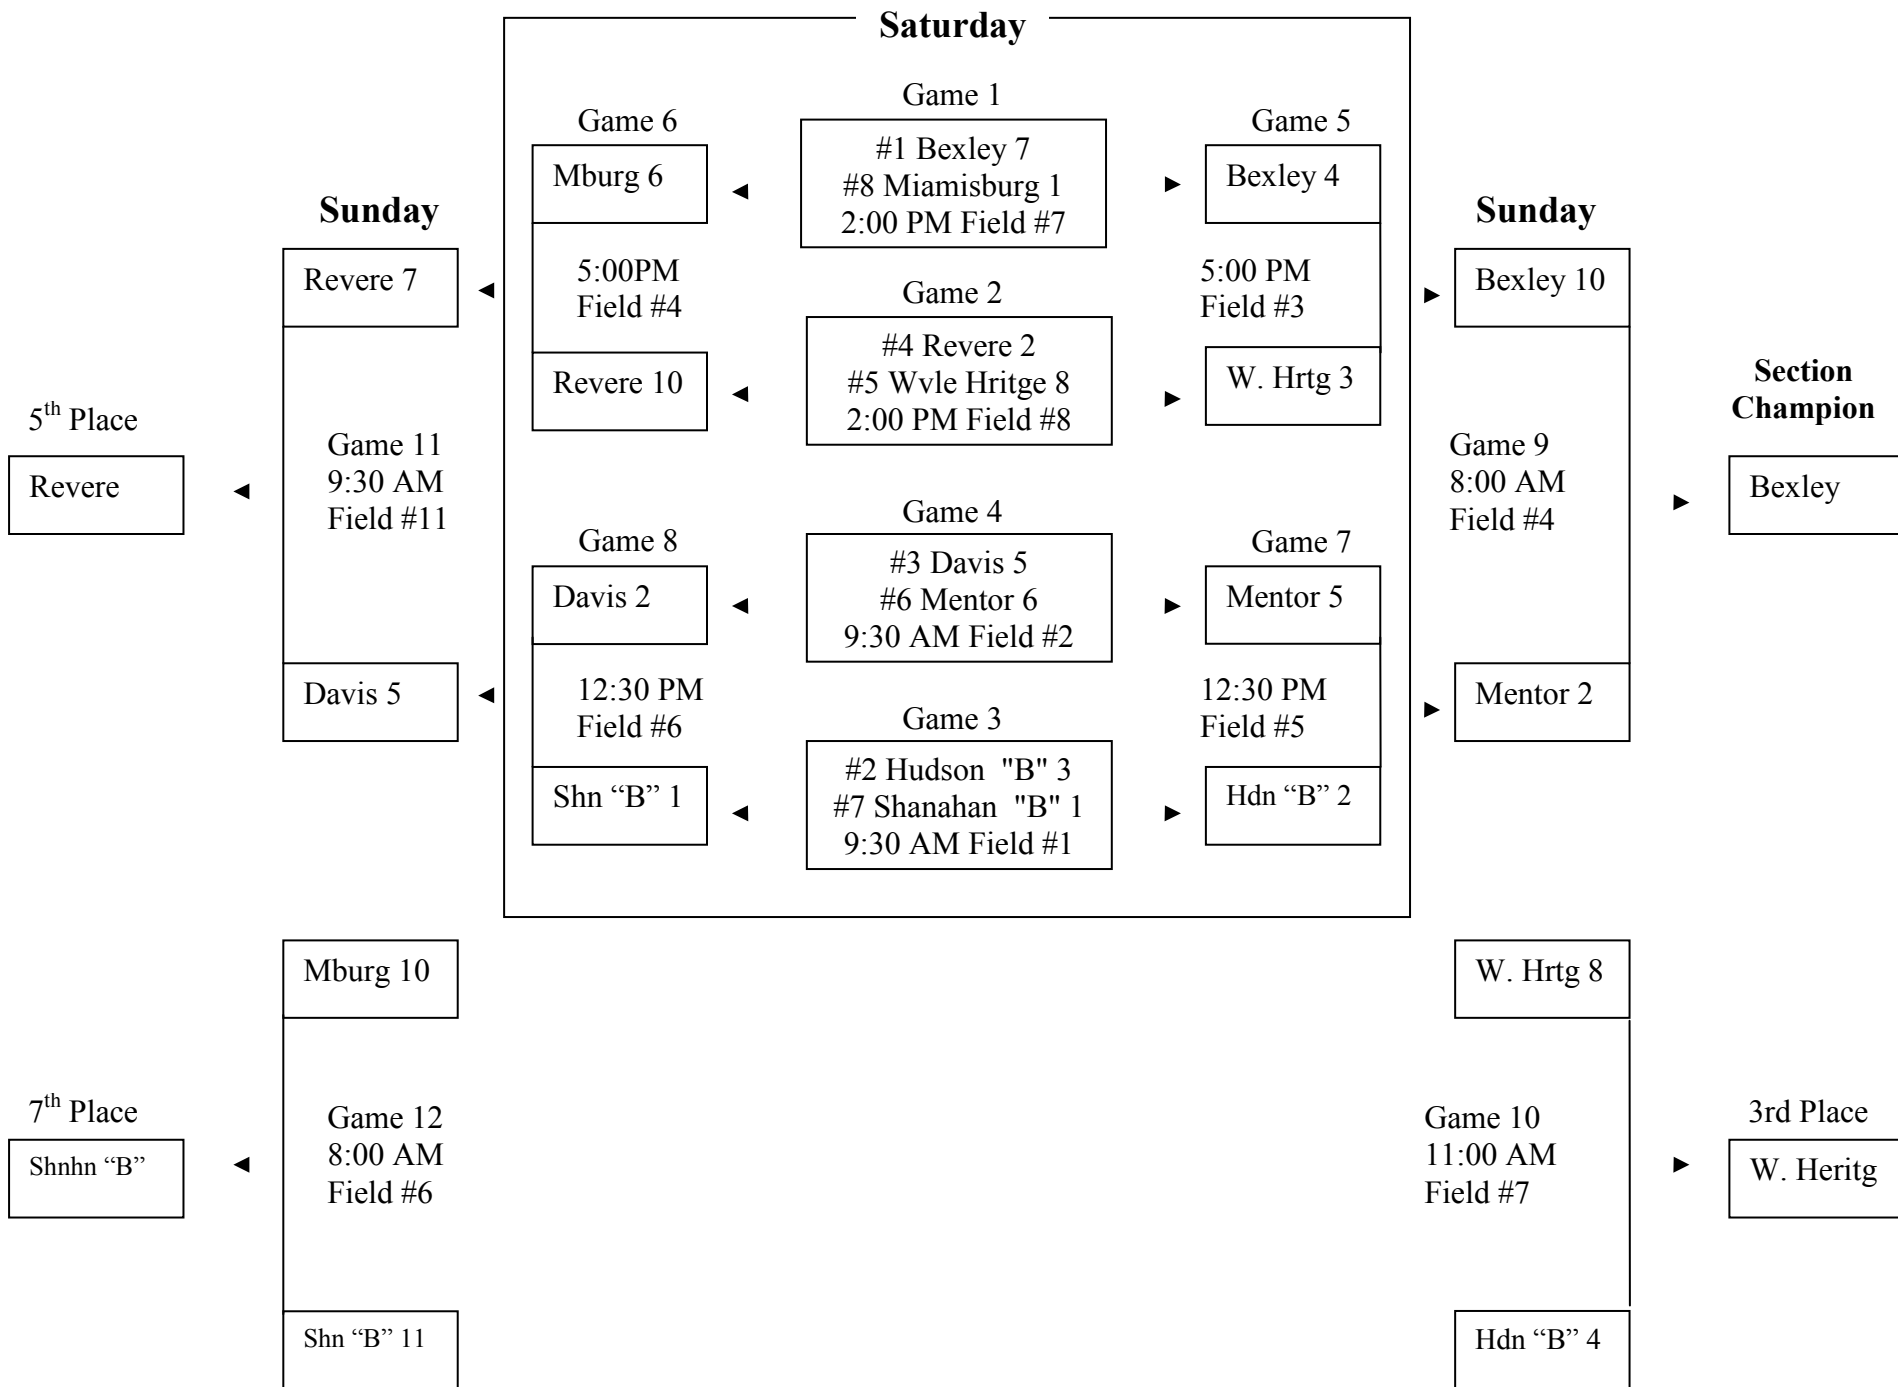 Saturday
Game 1
Game 6
Game 5
#1 Bexley 7
#8 Miamisburg 1
2:00 PM Field #7
Mburg 6
Bexley 4
Sunday
Sunday
Revere 7
5:00PM
Field #4
Game 2
5:00 PM
Field #3
Bexley 10
#4 Revere 2
#5 Wvle Hritge 8
2:00 PM Field #8
Revere 10
W. Hrtg 3
5th Place
Revere
Game 11
9:30 AM
Field #11
Game 9
8:00 AM
Field #4
Section
Champion
Bexley
Game 4
Game 8
Game 7
#3 Davis 5
#6 Mentor 6
9:30 AM Field #2
Davis 2
Mentor 5
Davis 5
12:30 PM
Field #6
Game 3
12:30 PM
Field #5
Mentor 2
#2 Hudson "B" 3
#7 Shanahan "B" 1
9:30 AM Field #1
Shn “B” 1
Hdn “B” 2
Mburg 10
W. Hrtg 8
7th Place
Shnhn “B”
Game 12
8:00 AM
Field #6
Game 10
11:00 AM
Field #7
3rd Place
W. Heritg
Shn “B” 11
Hdn “B” 4